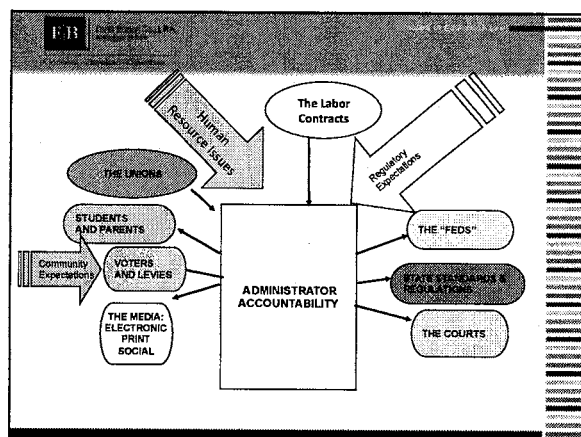 The Labor
Contracts
Human
Resource Issues
Regulatory
Expectations
THE UNIONS
STUDENTS
AND PARENTS
Community
Expectations
VOTERS
AND LEVIES
THE MEDIA:
ELECTRONIC
PRINT
SOCIAL
ADMINISTRATOR
ACCOUNTABILITY
THE "FEDS"
STATE STANDARDS &
REGULATIONS
THE COURTS